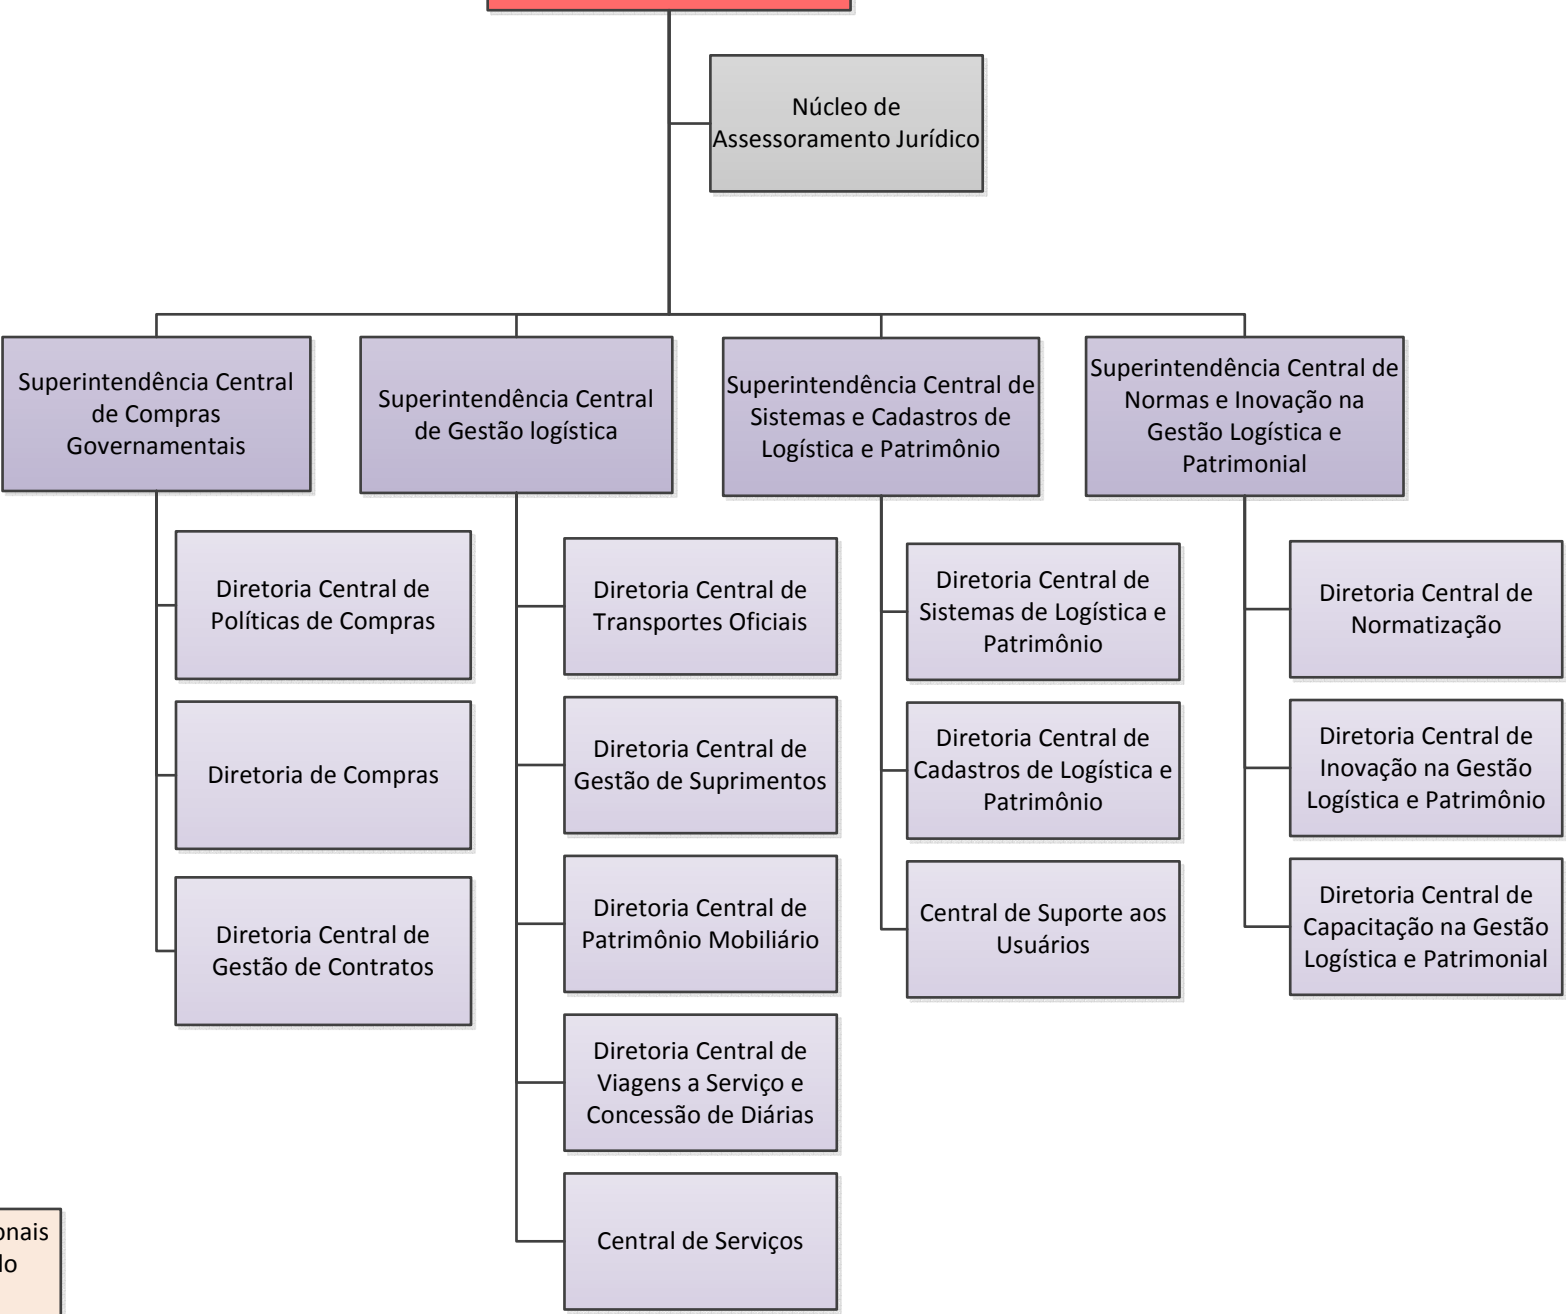 Núcleo de
Assessoramento Jurídico
Superintendência Central
de Compras
Governamentais
Superintendência Central
de Gestão logística
Superintendência Central de
Sistemas e Cadastros de
Logística e Patrimônio
Superintendência Central de
Normas e Inovação na
Gestão Logística e
Patrimonial
Diretoria Central de
Políticas de Compras
Diretoria de Compras
Diretoria Central de
Gestão de Contratos
Diretoria Central de
Transportes Oficiais
Diretoria Central de
Gestão de Suprimentos
Diretoria Central de
Patrimônio Mobiliário
Diretoria Central de
Viagens a Serviço e
Concessão de Diárias
Central de Serviços
Diretoria Central de
Sistemas de Logística e
Patrimônio
Diretoria Central de
Cadastros de Logística e
Patrimônio
Central de Suporte aos
Usuários
Diretoria Central de
Normatização
Diretoria Central de
Inovação na Gestão
Logística e Patrimônio
Diretoria Central de
Capacitação na Gestão
Logística e Patrimonial